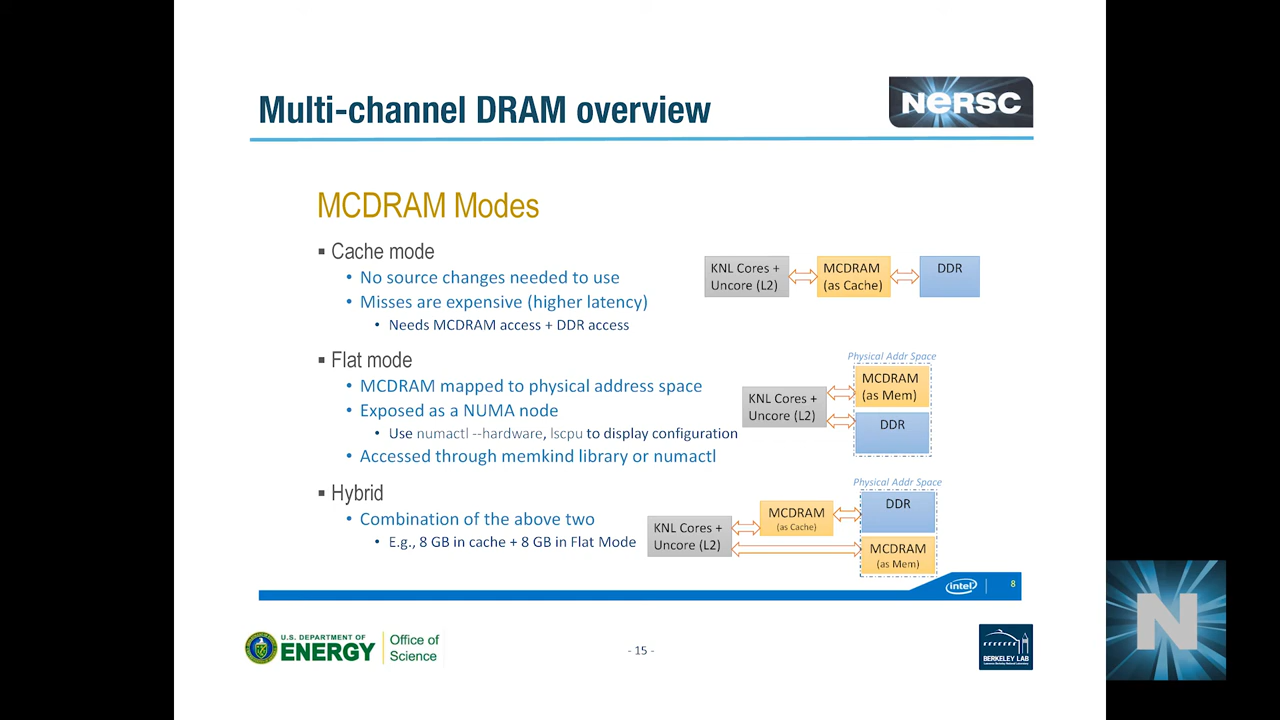 Multi-channel DRAM overview
NERSC
MCDRAM Modes
▪ Cache mode
• No source changes needed to use
• Misses are expensive (higher latency)
• Needs MCDRAM access + DDR access
KNL Cores +
Uncore (L2)
MCDRAM
(as Cache)
DDR
▪ Flat mode
• MCDRAM mapped to physical address space
• Exposed as a NUMA node
• Use numactl --hardware, lscpu to display configuration
• Accessed through memkind library or numactl
Physical Addr Space
KNL Cores +
Uncore (L2)
MCDRAM
(as Mem)
DDR
▪ Hybrid
• Combination of the above two
• E.g., 8 GB in cache + 8 GB in Flat Mode
Physical Addr Space
KNL Cores +
Uncore (L2)
MCDRAM
(as Cache)
DDR
MCDRAM
(as Mem)
intel
8
U.S. DEPARTMENT OF
ENERGY
Office of
Science
- 15 -
BERKELEY LAB
N